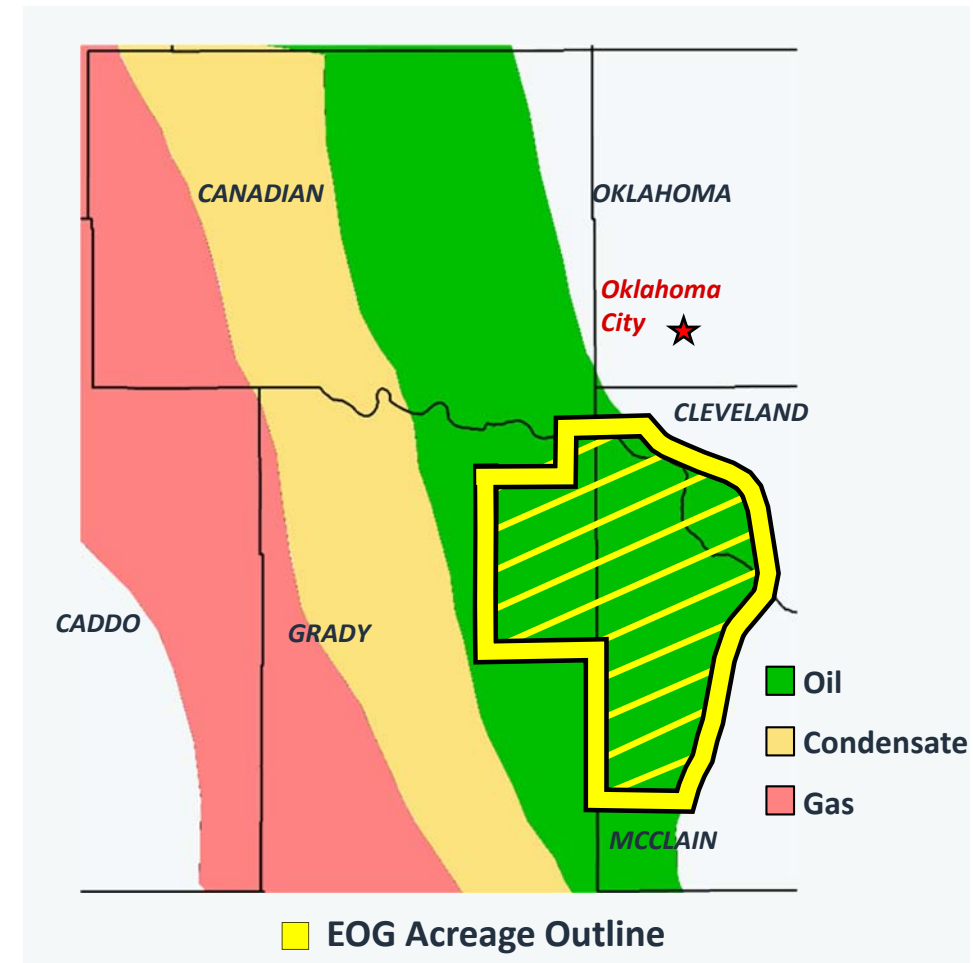 CANADIAN
OKLAHOMA
Oklahoma
City
CLEVELAND
CADDO
GRADY
Oil
Condensate
Gas
MCCLAIN
EOG Acreage Outline